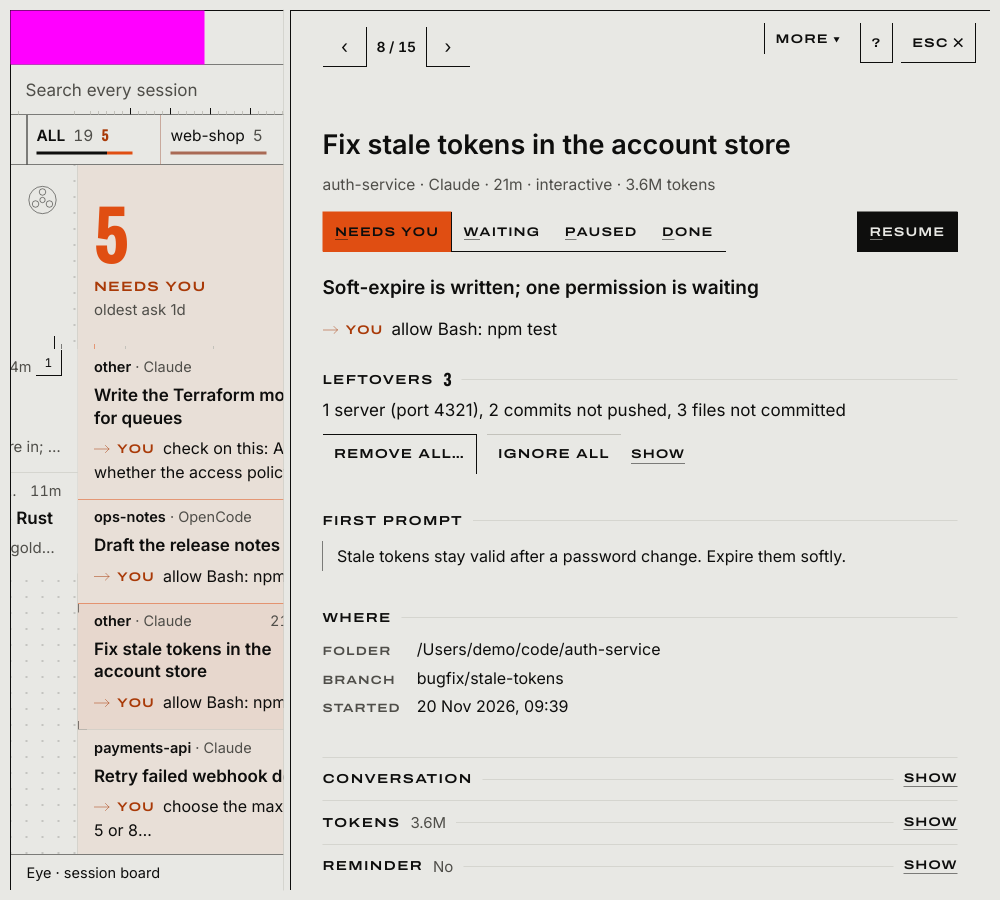 Search every session
ALL 19 5
web-shop 5
5
NEEDS YOU
oldest ask 1d
4m 1
re in; ...
. 11m
Rust
gold...
other · Claude
Write the Terraform mo
for queues
→ YOU check on this: A
whether the access polic
ops-notes · OpenCode
Draft the release notes
→ YOU allow Bash: npm
other · Claude 21
Fix stale tokens in the
account store
→ YOU allow Bash: npm
payments-api · Claude
Retry failed webhook d
→ YOU choose the max
5 or 8...
Eye · session board
‹ 8 / 15 ›
MORE ▾
?
ESC ✕
Fix stale tokens in the account store
auth-service · Claude · 21m · interactive · 3.6M tokens
NEEDS YOU WAITING PAUSED DONE
RESUME
Soft-expire is written; one permission is waiting
→ YOU allow Bash: npm test
LEFTOVERS 3
1 server (port 4321), 2 commits not pushed, 3 files not committed
REMOVE ALL... IGNORE ALL SHOW
FIRST PROMPT
Stale tokens stay valid after a password change. Expire them softly.
WHERE
FOLDER /Users/demo/code/auth-service
BRANCH bugfix/stale-tokens
STARTED 20 Nov 2026, 09:39
CONVERSATION SHOW
TOKENS 3.6M SHOW
REMINDER No SHOW